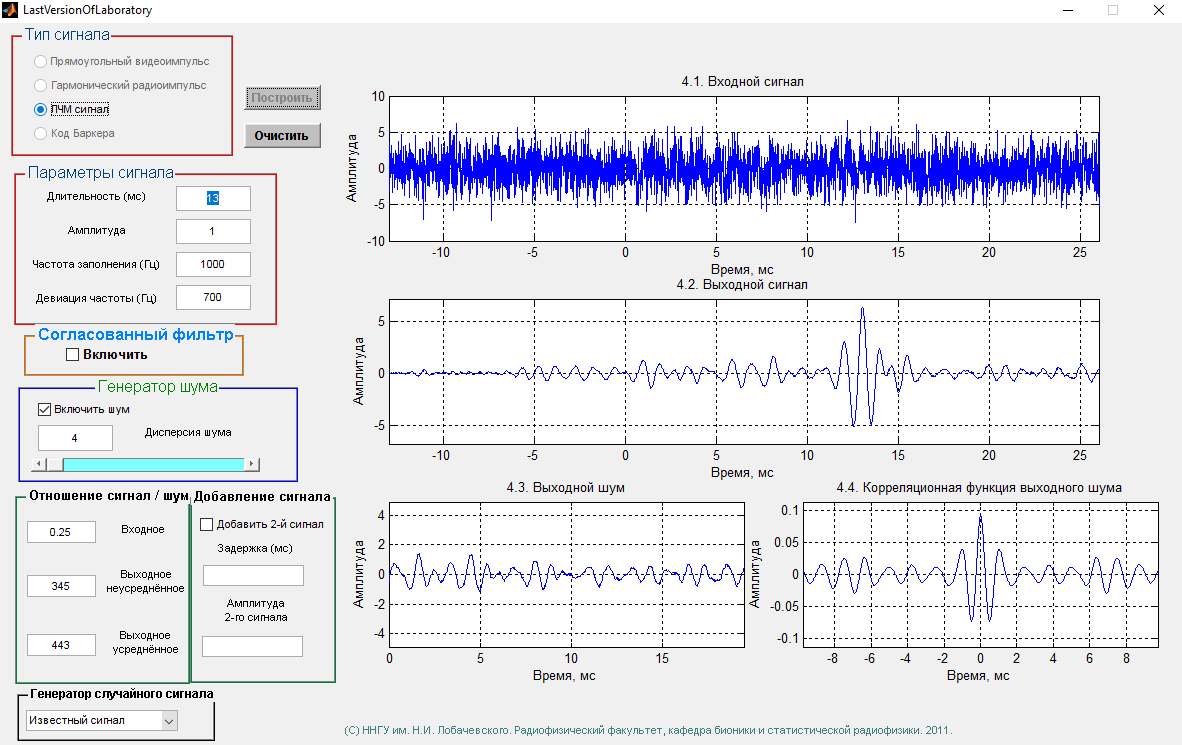 LastVersionOfLaboratory
Тип сигнала
Прямоугольный видеоимпульс
Гармонический радиоимпульс
ЛЧМ сигнал
Код Баркера
Построить
Очистить
Параметры сигнала
Длительность (мс)
13
Амплитуда
1
Частота заполнения (Гц)
1000
Девиация частоты (Гц)
700
Согласованный фильтр
Включить
Генератор шума
Включить шум
4
Дисперсия шума
Отношение сигнал / шум
0.25
Входное
345
Выходное
неусреднённое
443
Выходное
усреднённое
Добавление сигнала
Добавить 2-й сигнал
Задержка (мс)
Амплитуда
2-го сигнала
Генератор случайного сигнала
Известный сигнал
4.1. Входной сигнал
Амплитуда
10
5
0
-5
-10
-10 -5 0 5 10 15 20 25
Время, мс
4.2. Выходной сигнал
Амплитуда
5
0
-5
-10 -5 0 5 10 15 20 25
Время, мс
4.3. Выходной шум
Амплитуда
4
2
0
-2
-4
0 5 10 15
Время, мс
4.4. Корреляционная функция выходного шума
Амплитуда
0.1
0.05
0
-0.05
-0.1
-8 -6 -4 -2 0 2 4 6 8
Время, мс
(C) ННГУ им. Н.И. Лобачевского. Радиофизический факультет, кафедра бионики и статистической радиофизики. 2011.